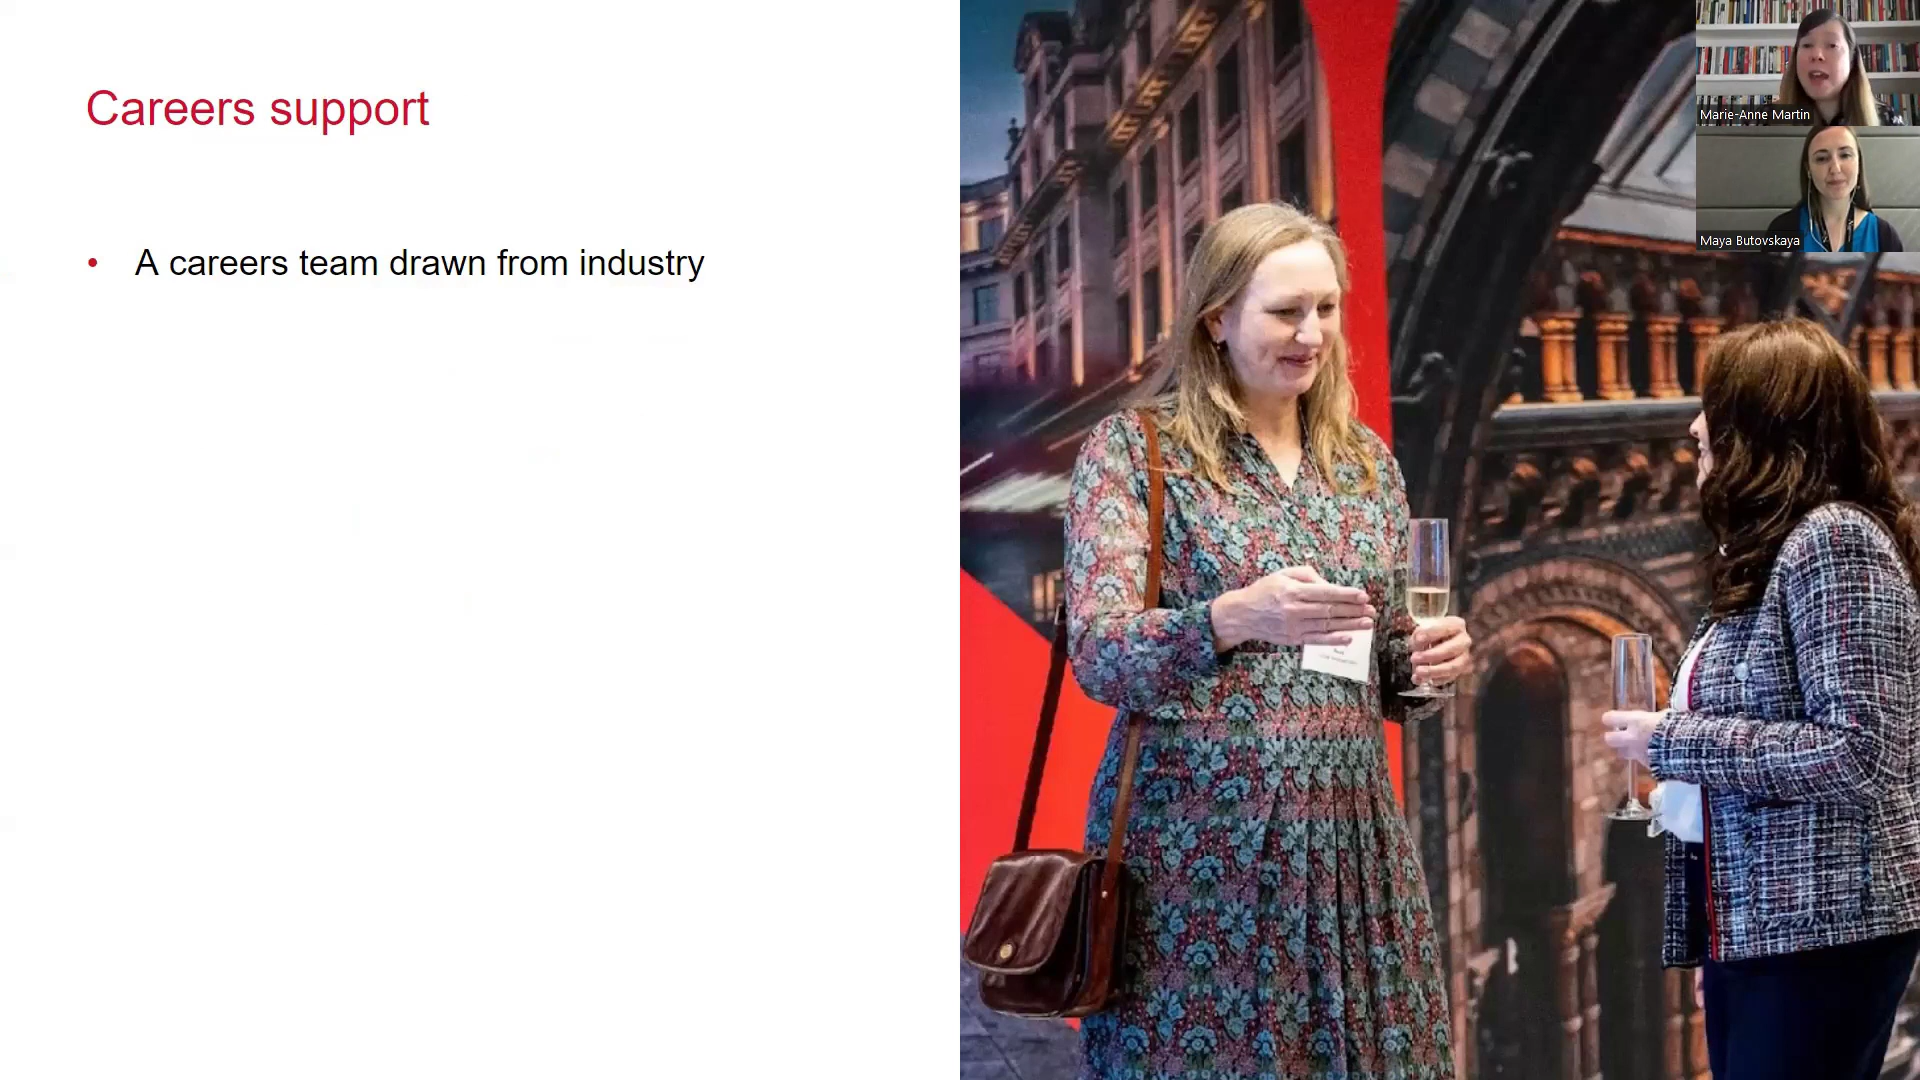 Careers support
• A careers team drawn from industry
Marie-Anne Martin
Maya Butovskaya